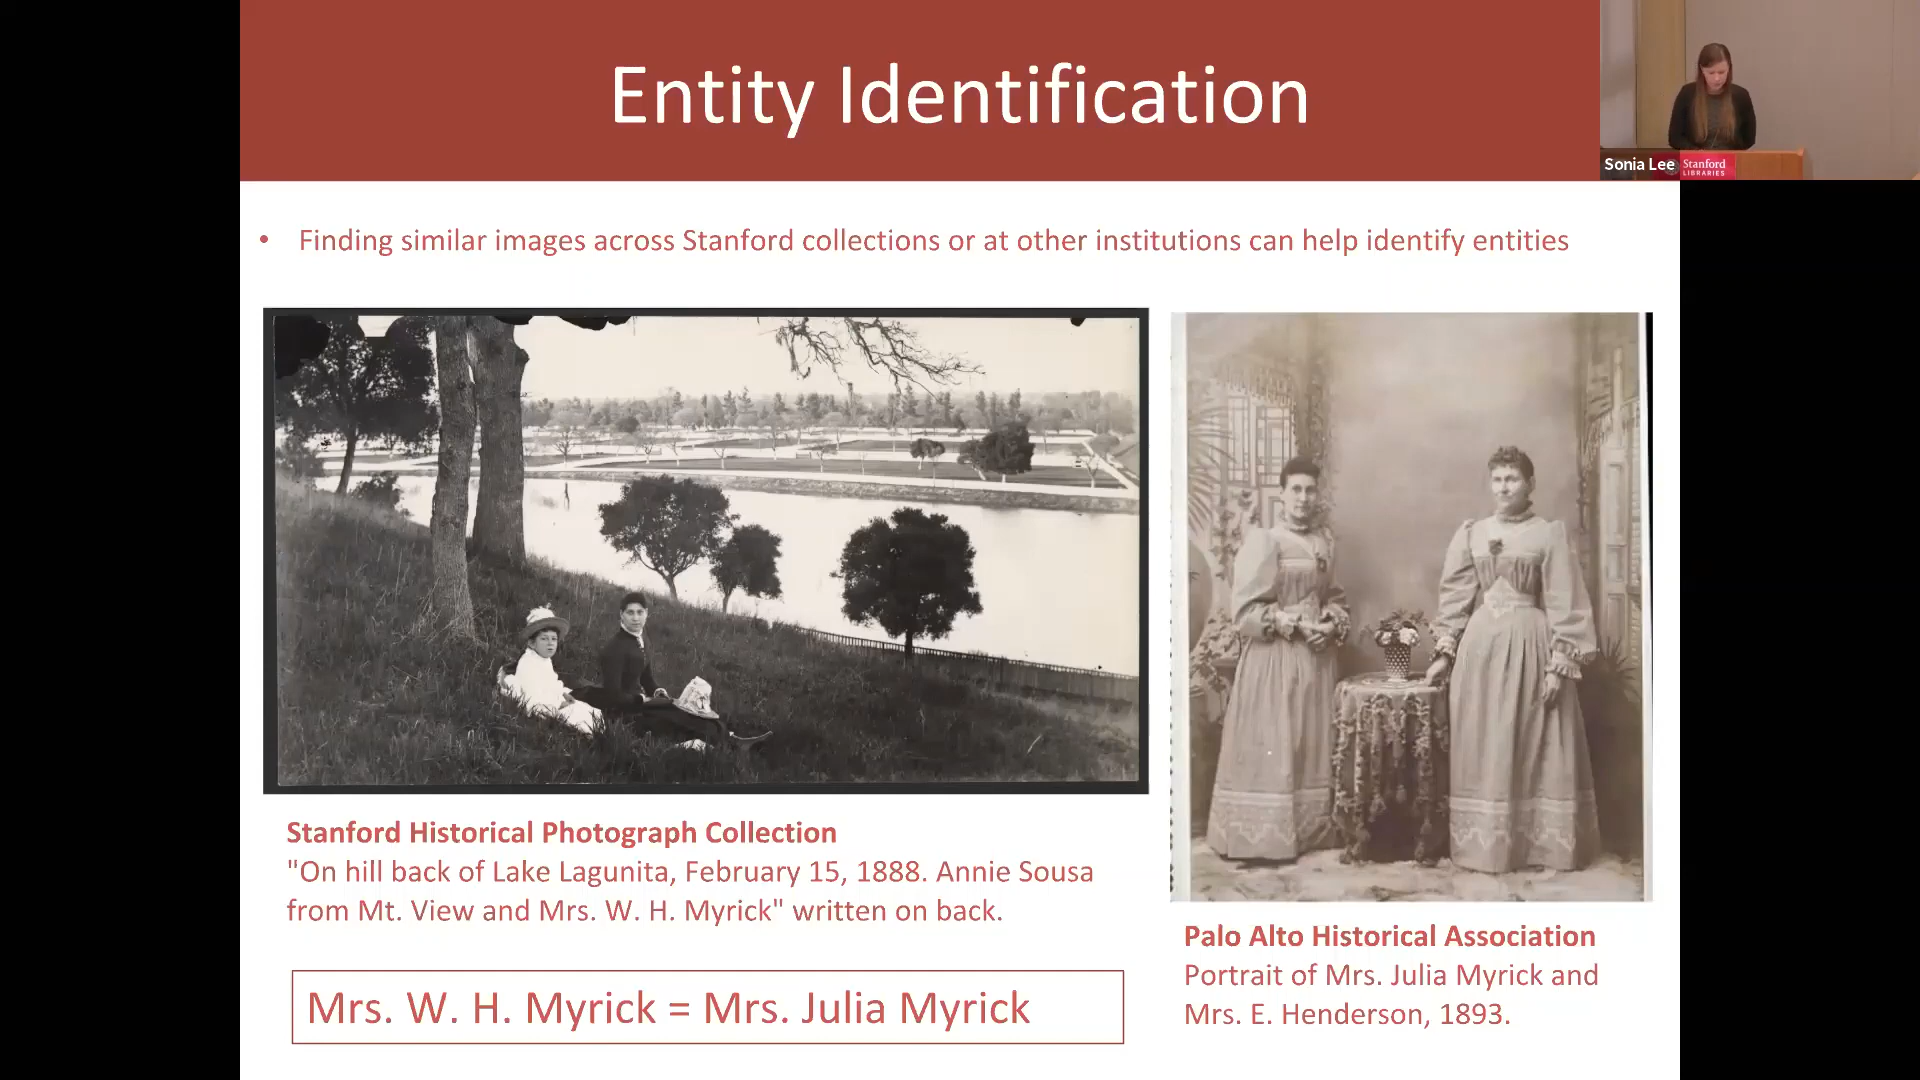 Entity Identification
Sonia Lee
Stanford
LIBRARIES
• Finding similar images across Stanford collections or at other institutions can help identify entities
Stanford Historical Photograph Collection
"On hill back of Lake Lagunita, February 15, 1888. Annie Sousa
from Mt. View and Mrs. W. H. Myrick" written on back.
Mrs. W. H. Myrick = Mrs. Julia Myrick
Palo Alto Historical Association
Portrait of Mrs. Julia Myrick and
Mrs. E. Henderson, 1893.